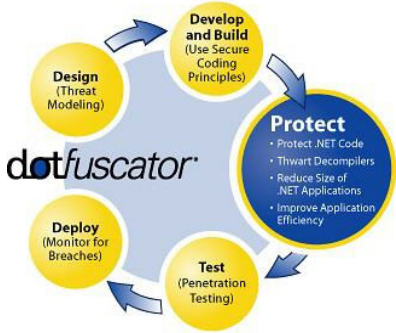 Develop
and Build
(Use Secure
Coding
Principles)
Design
(Threat
Modeling)
Protect
• Protect .NET Code
• Thwart Decompilers
• Reduce Size of
.NET Applications
• Improve Application
Efficiency
dotfuscator
Deploy
(Monitor for
Breaches)
Test
(Penetration
Testing)